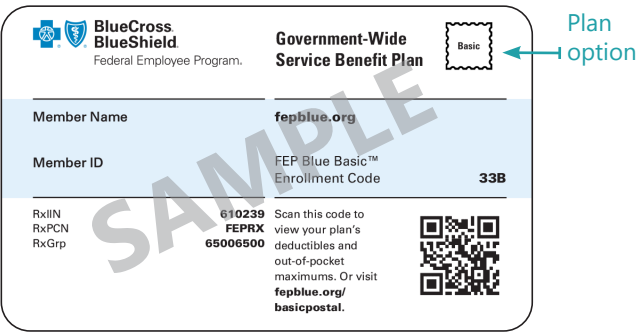 BlueCross.
BlueShield.
Federal Employee Program.
Government-Wide
Service Benefit Plan
Basic
Plan
option
Member Name
fepblue.org
Member ID
FEP Blue Basic™
Enrollment Code 33B
SAMPLE
RxIIN 610239
RxPCN FEPRX
RxGrp 65006500
Scan this code to
view your plan's
deductibles and
out-of-pocket
maximums. Or visit
fepblue.org/
basicpostal.